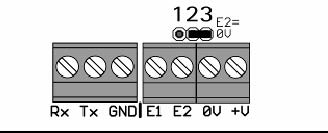 123
E2=
0V
Rx Tx GND E1 E2 0V +V